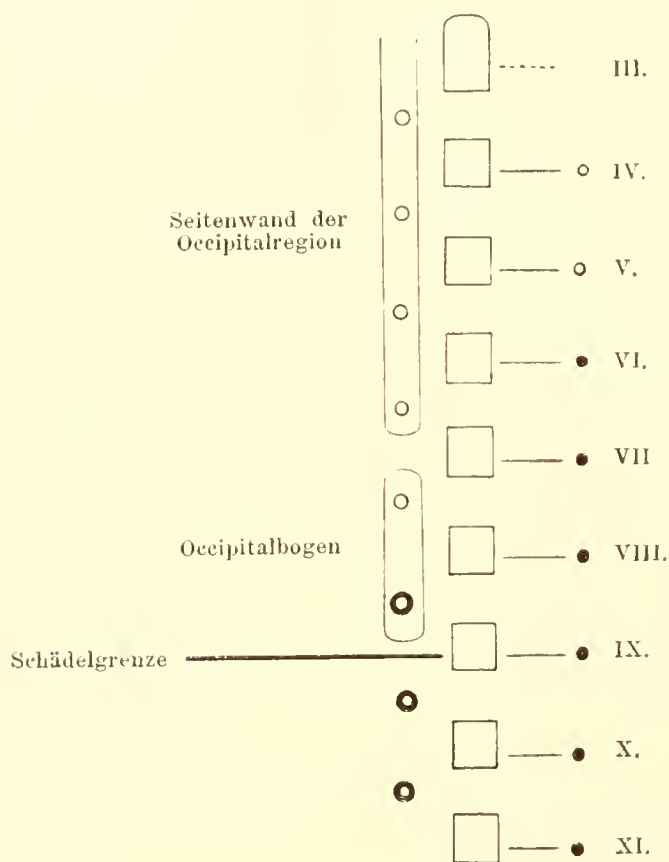 III.
IV.
Seitenwand der
Occipitalregion
V.
VI.
VII
Occipitalbogen
VIII.
Schädelgrenze
IX.
X.
XI.